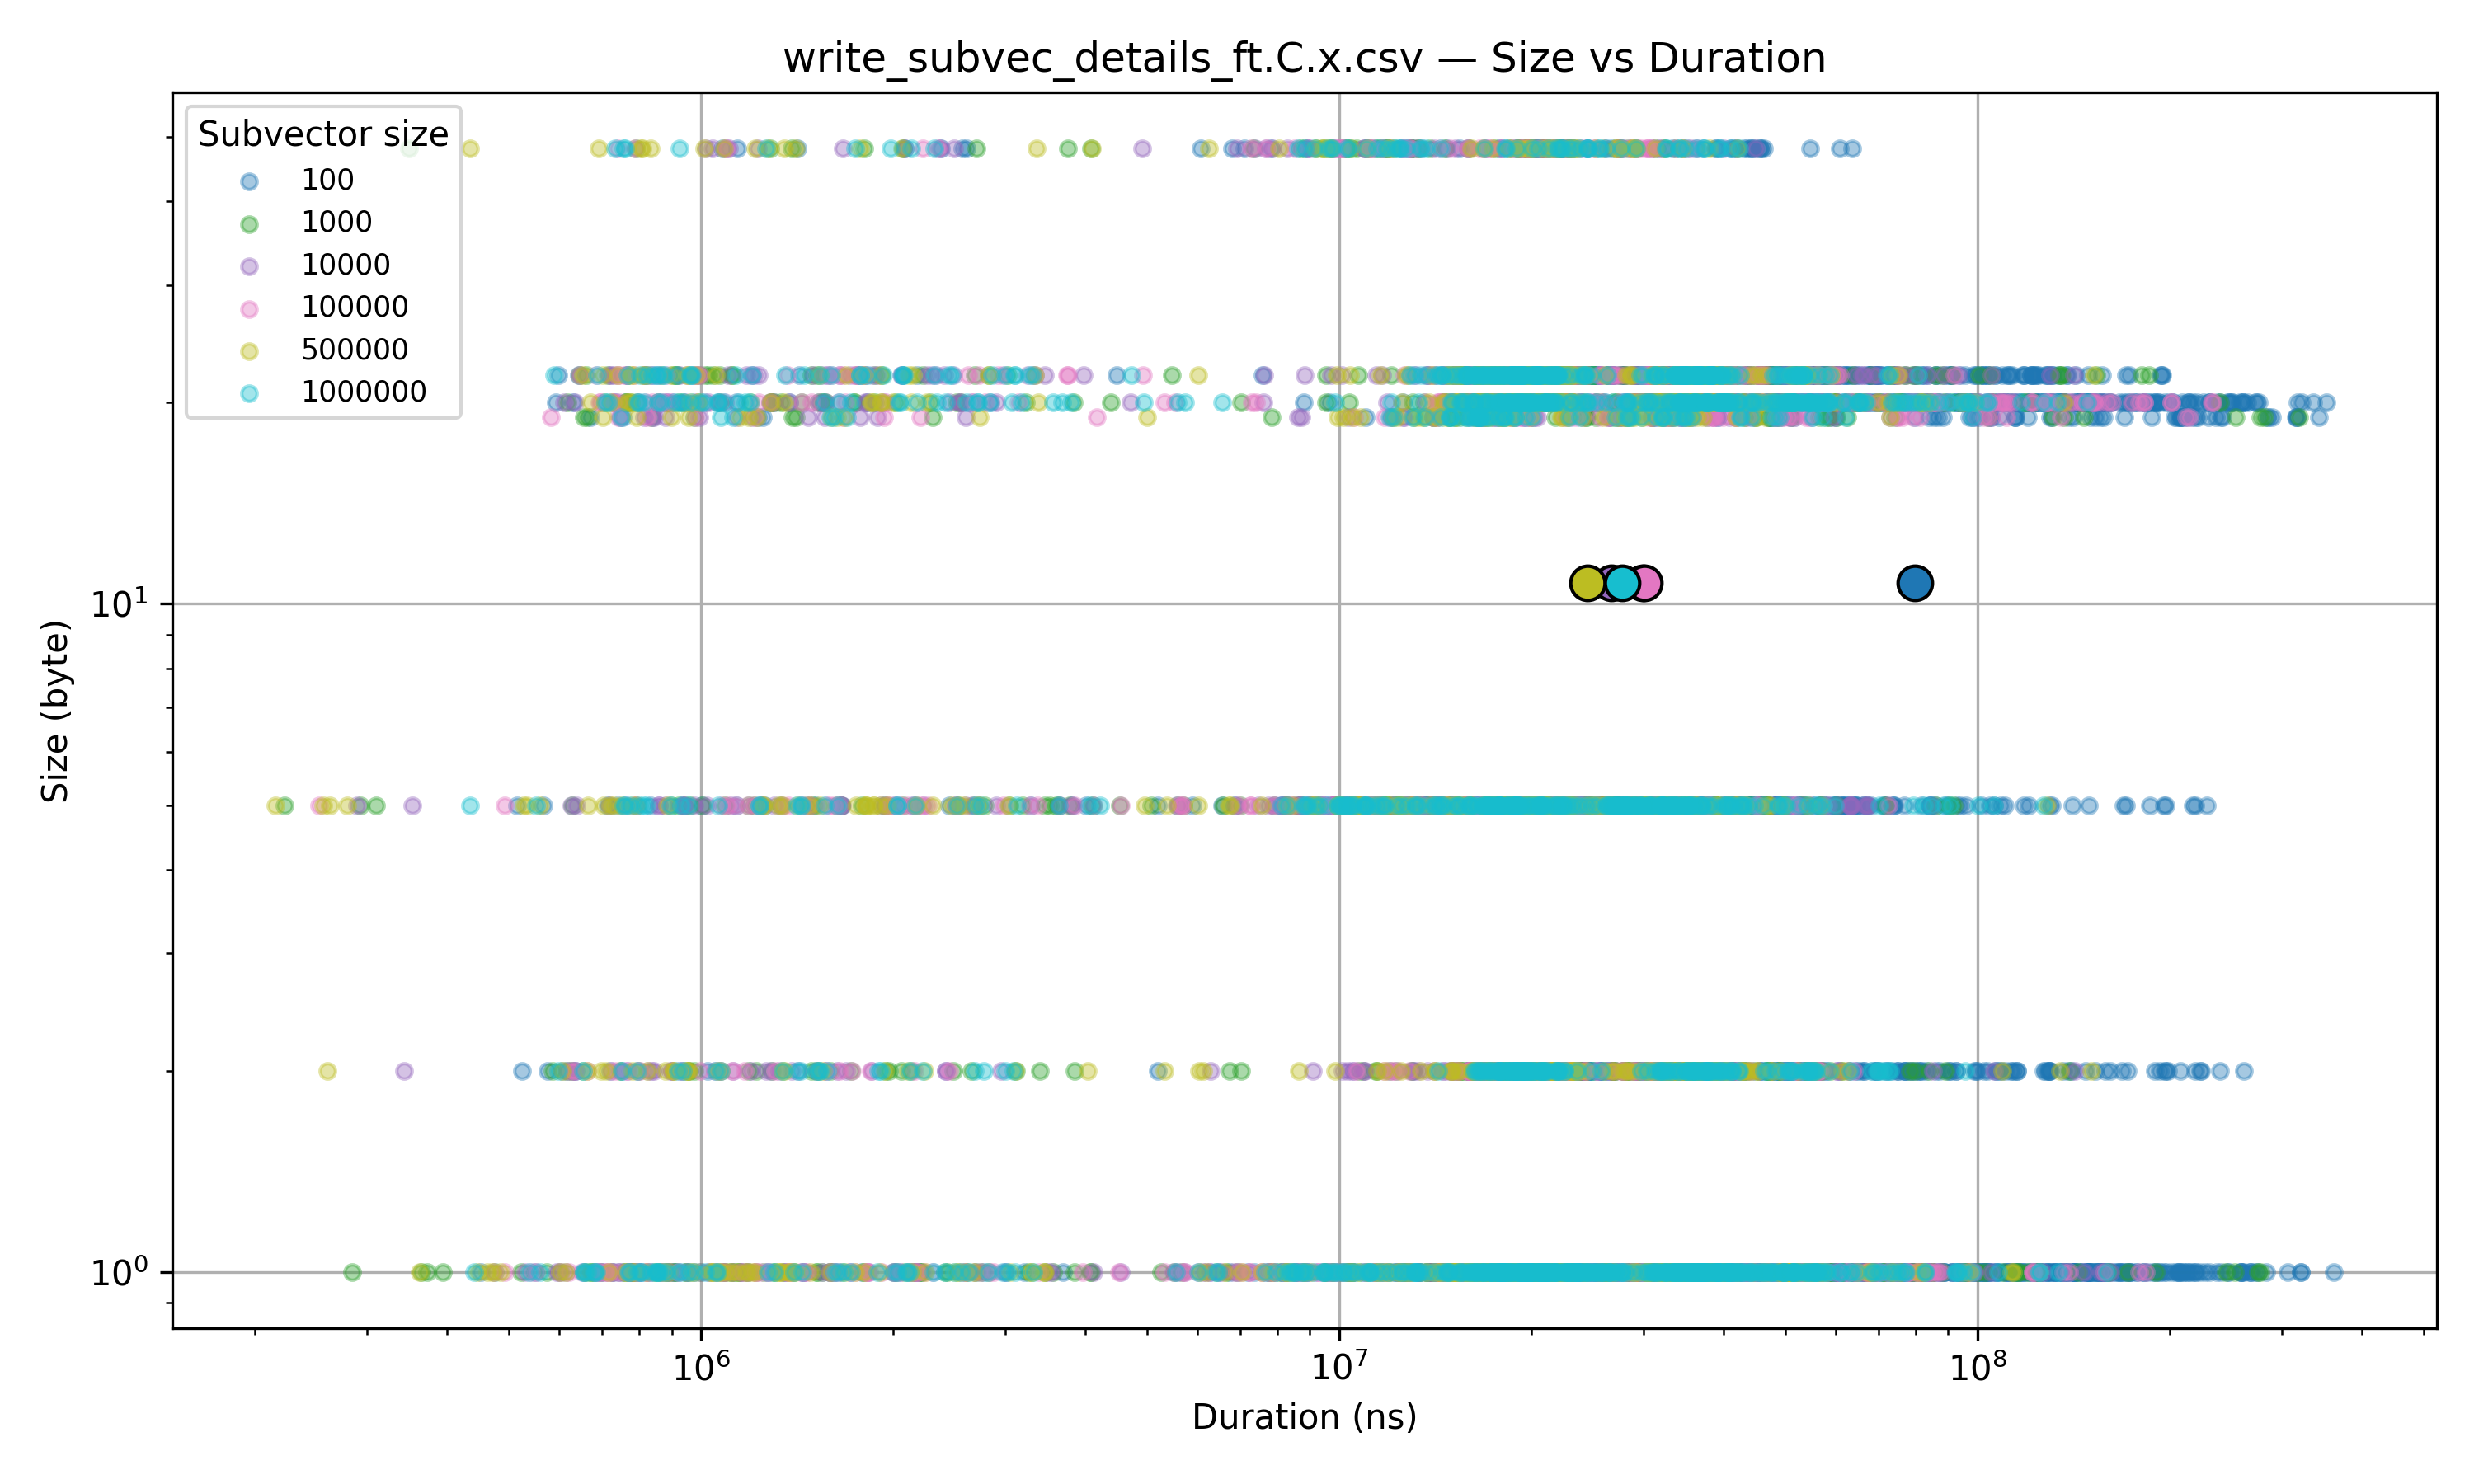 write_subvec_details_ft.C.x.csv — Size vs Duration
Subvector size
100
1000
10000
100000
500000
1000000
Size (byte)
10¹
10⁰
10⁶
10⁷
10⁸
Duration (ns)